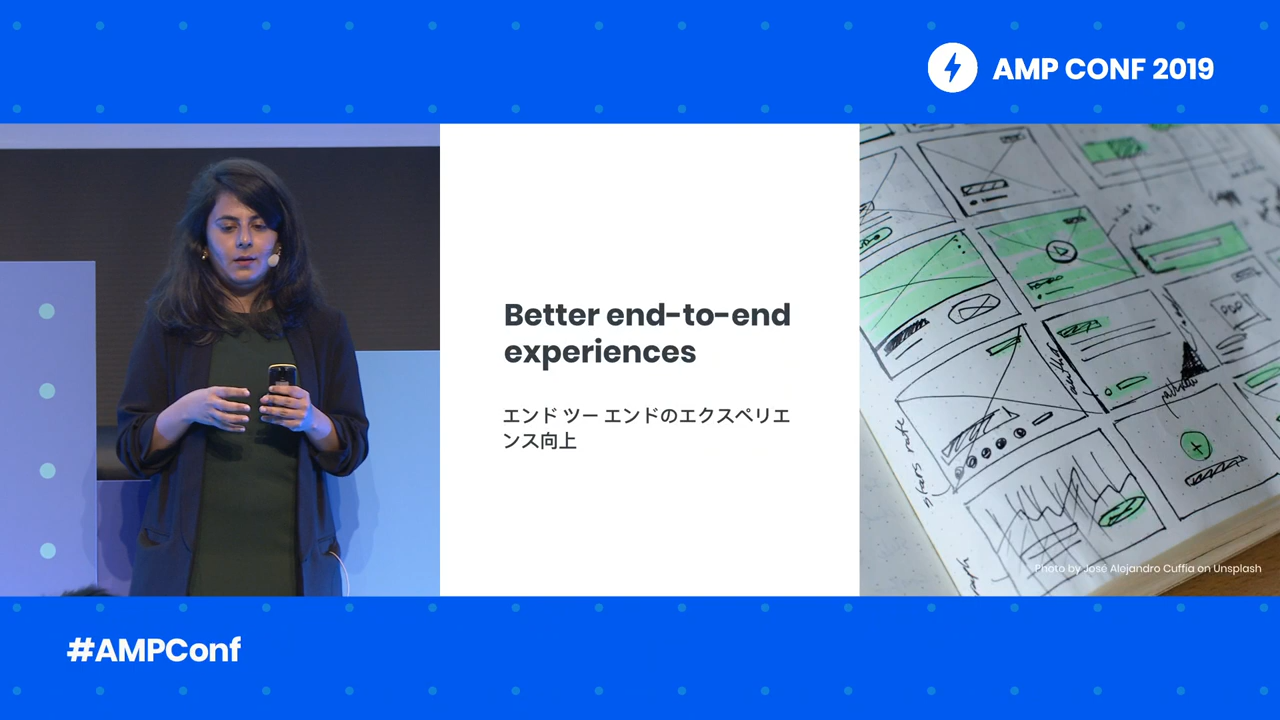 AMP CONF 2019
Better end-to-end
experiences
エンド ツー エンドのエクスペリエ
ンス向上
Photo by José Alejandro Cuffia on Unsplash
#AMPConf